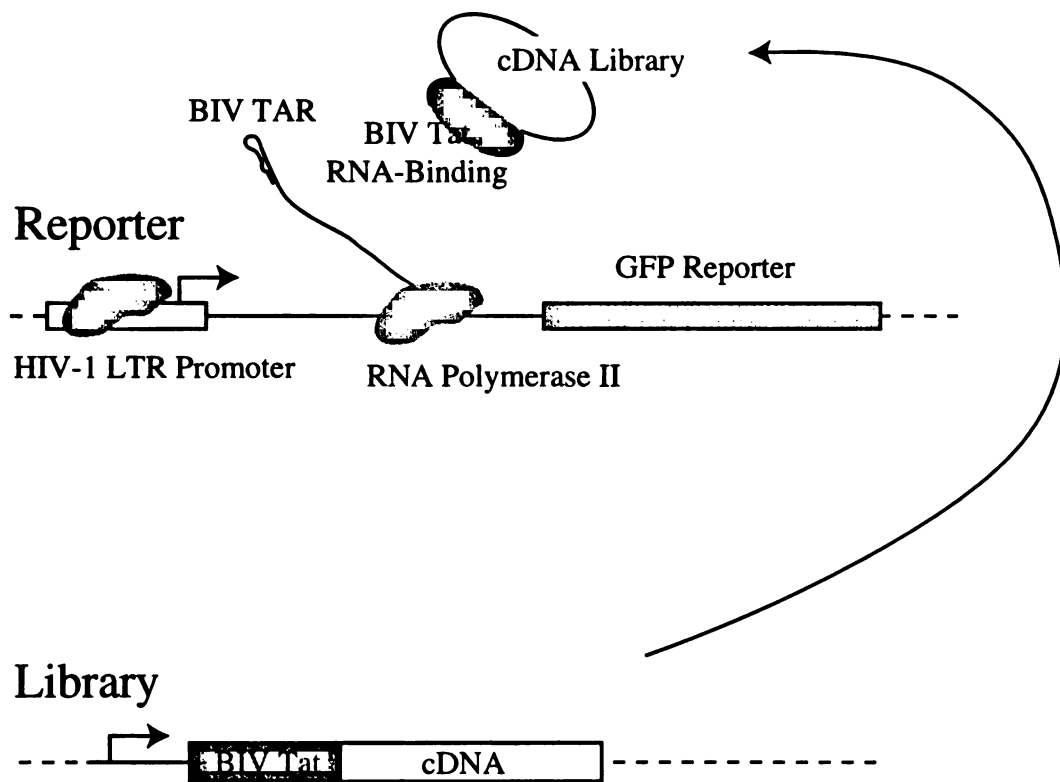 cDNA Library
BIV TAR
BIV Tat
RNA-Binding
Reporter
GFP Reporter
HIV-1 LTR Promoter
RNA Polymerase II
Library
BIV Tat
cDNA